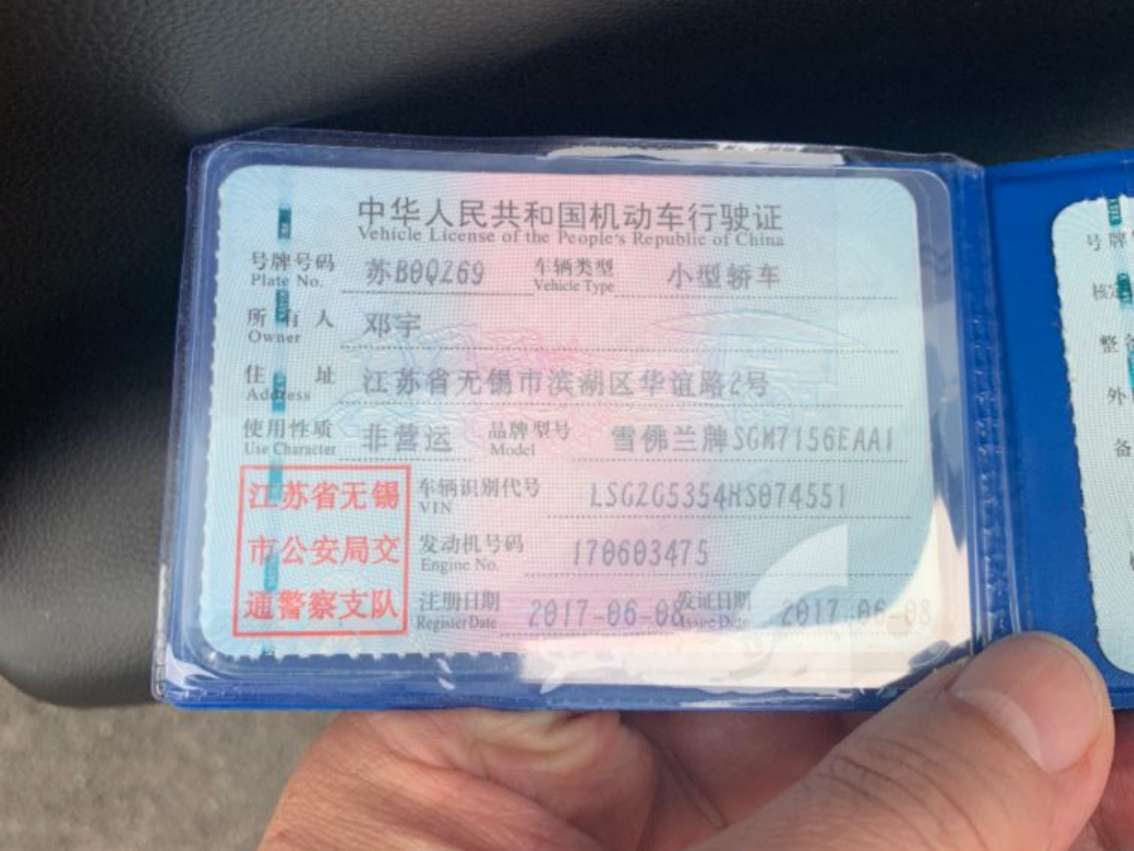 中华人民共和国机动车行驶证
Vehicle License of the People's Republic of China
号牌号码 苏B0QZ69 车辆类型 小型轿车
Plate No. Vehicle Type
所有人 邓宇
Owner
住址 江苏省无锡市滨湖区华谊路2号
Address
使用性质 非营运 品牌型号 雪佛兰牌SGM7156EAA1
Use Character Model
江苏省无锡
市公安局交
通警察支队
车辆识别代号 LSGZG5354HS074551
VIN
发动机号码 170603475
Engine No.
注册日期 2017-06-08 发证日期 2017-06-08
Register Date Issue Date
号牌
核定
整
外
备